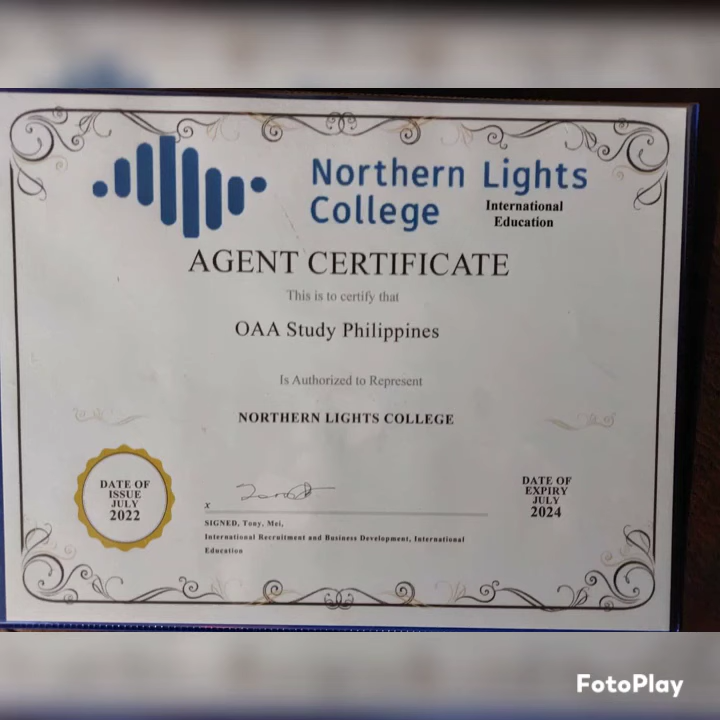 Northern Lights
College
International
Education
AGENT CERTIFICATE
This is to certify that
OAA Study Philippines
Is Authorized to Represent
NORTHERN LIGHTS COLLEGE
DATE OF
ISSUE
JULY
2022
x
SIGNED, Tony, Mei,
International Recruitment and Business Development, International
Education
DATE OF
EXPIRY
JULY
2024
FotoPlay